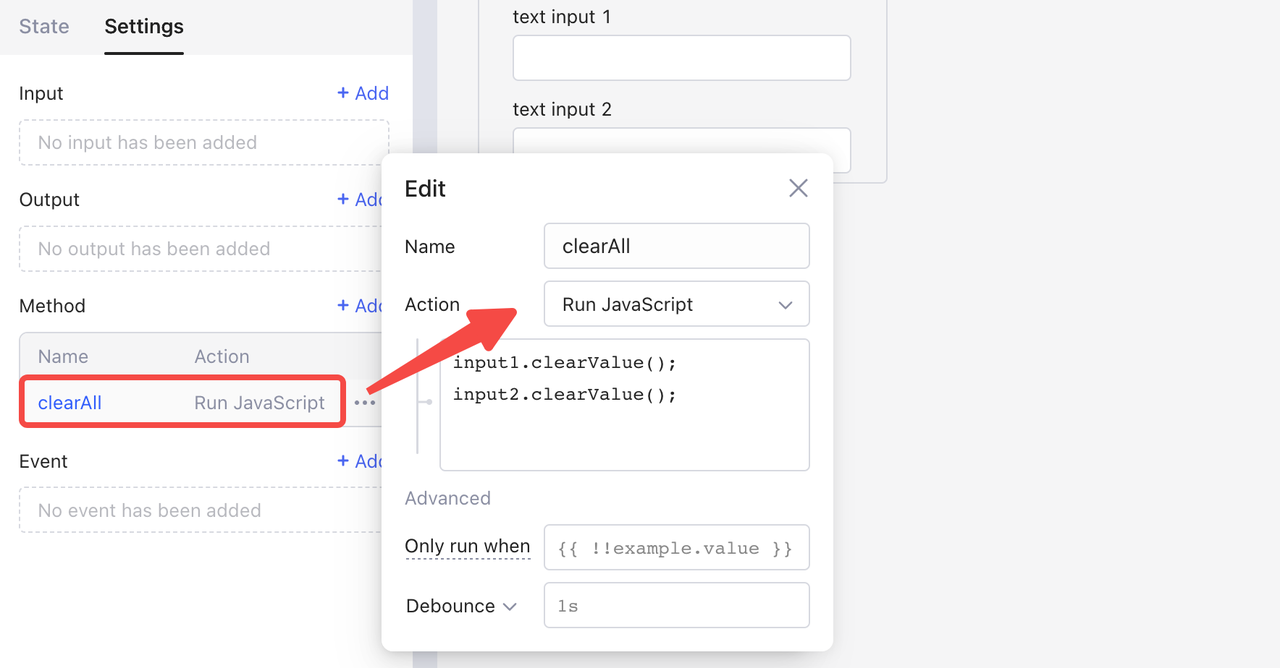 State Settings
Input + Add
No input has been added
Output + Add
No output has been added
Method + Add
Name Action
clearAll Run JavaScript •••
Event + Add
No event has been added
text input 1
text input 2
Edit
Name clearAll
Action Run JavaScript
input1.clearValue();
input2.clearValue();
Advanced
Only run when {{ !!example.value }}
Debounce 1s